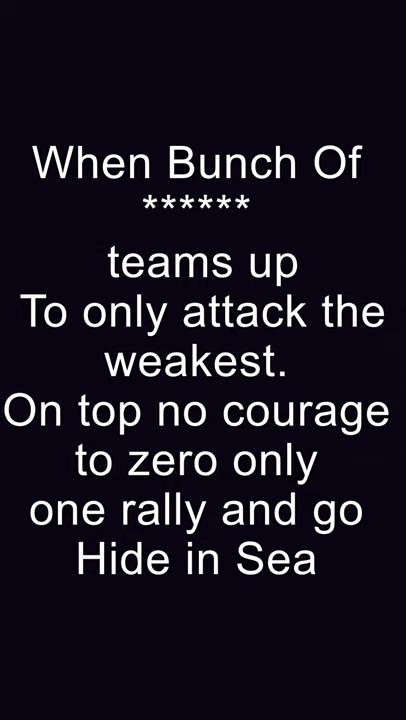 When Bunch Of
******
teams up
To only attack the
weakest.
On top no courage
to zero only
one rally and go
Hide in Sea